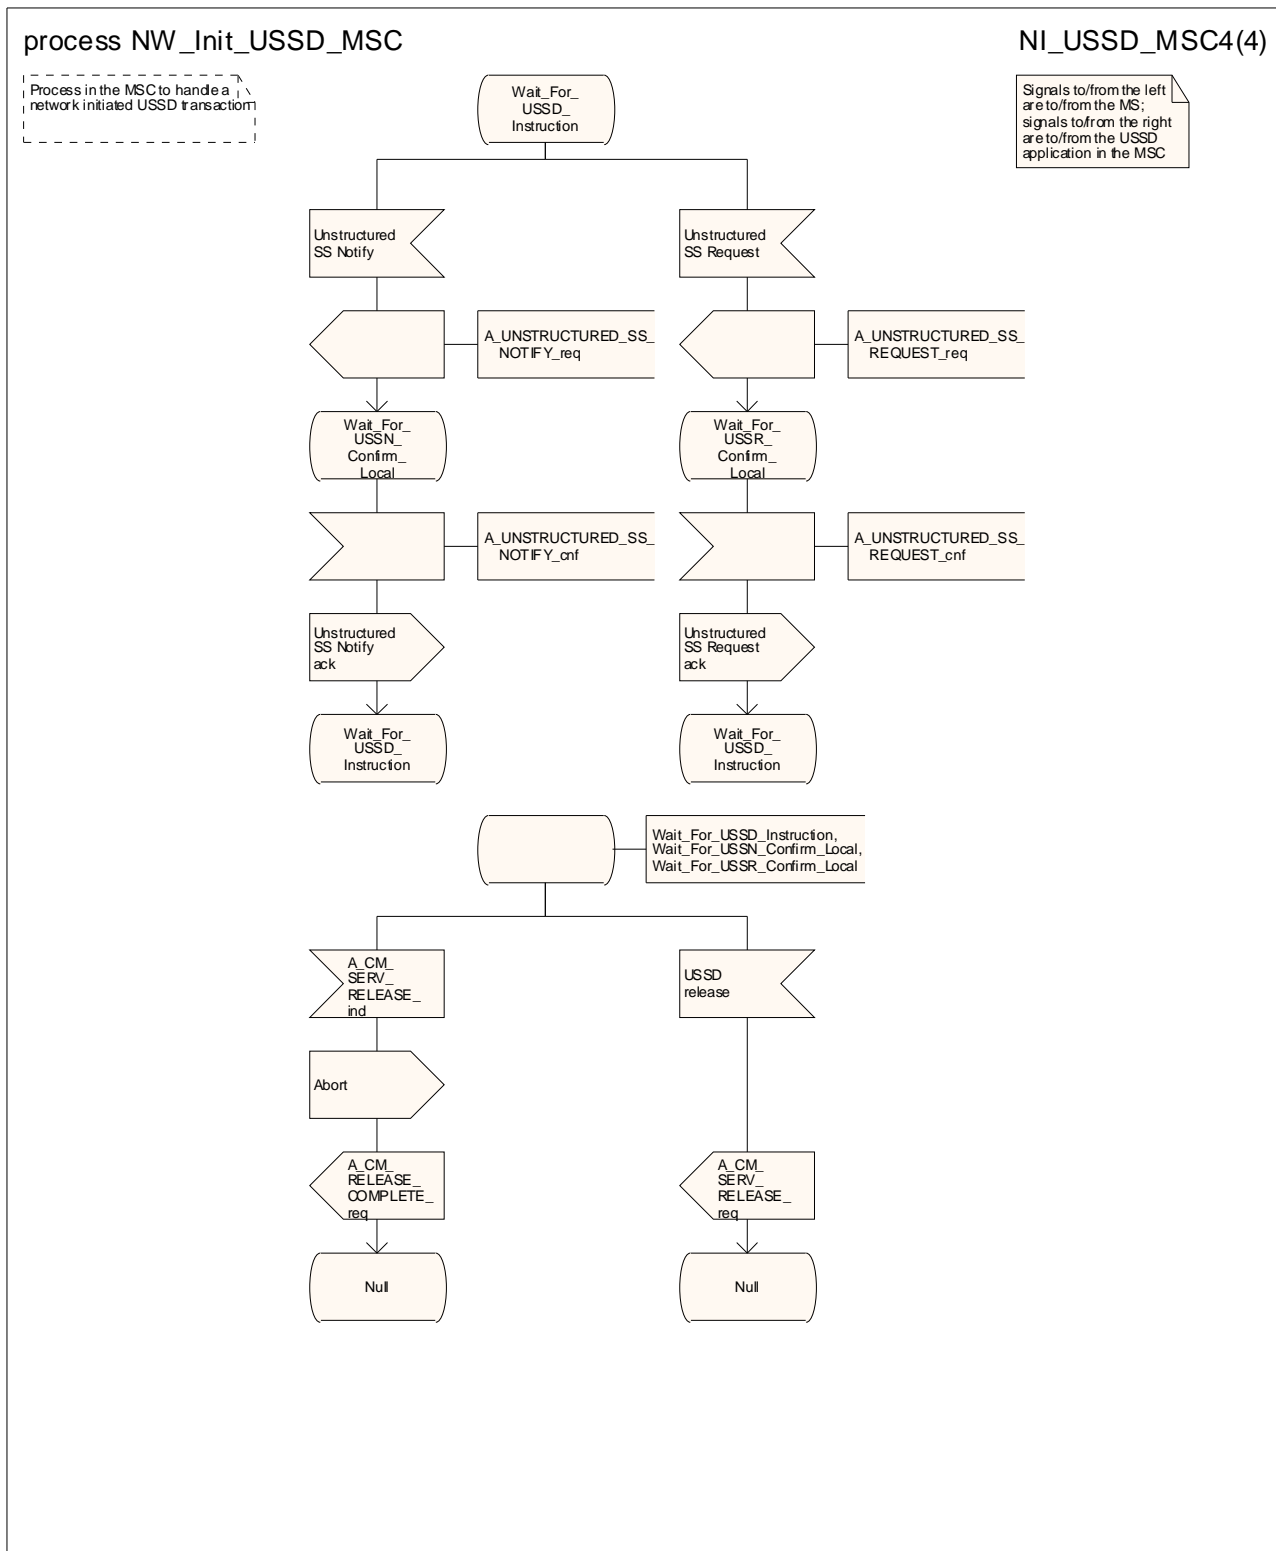 process NW_Init_USSD_MSC
NI_USSD_MSC4(4)
Process in the MSC to handle a
network initiated USSD transaction
Signals to/from the left
are to/from the MS;
signals to/from the right
are to/from the USSD
application in the MSC
Wait_For_
USSD_
Instruction
Unstructured
SS Notify
Unstructured
SS Request
A_UNSTRUCTURED_SS_
NOTIFY_req
A_UNSTRUCTURED_SS_
REQUEST_req
Wait_For_
USSN_
Confirm_
Local
Wait_For_
USSR_
Confirm_
Local
A_UNSTRUCTURED_SS_
NOTIFY_cnf
A_UNSTRUCTURED_SS_
REQUEST_cnf
Unstructured
SS Notify
ack
Unstructured
SS Request
ack
Wait_For_
USSD_
Instruction
Wait_For_
USSD_
Instruction
Wait_For_USSD_Instruction,
Wait_For_USSN_Confirm_Local,
Wait_For_USSR_Confirm_Local
A_CM_
SERV_
RELEASE_
ind
USSD
release
Abort
A_CM_
RELEASE_
COMPLETE_
req
A_CM_
SERV_
RELEASE_
req
Null
Null